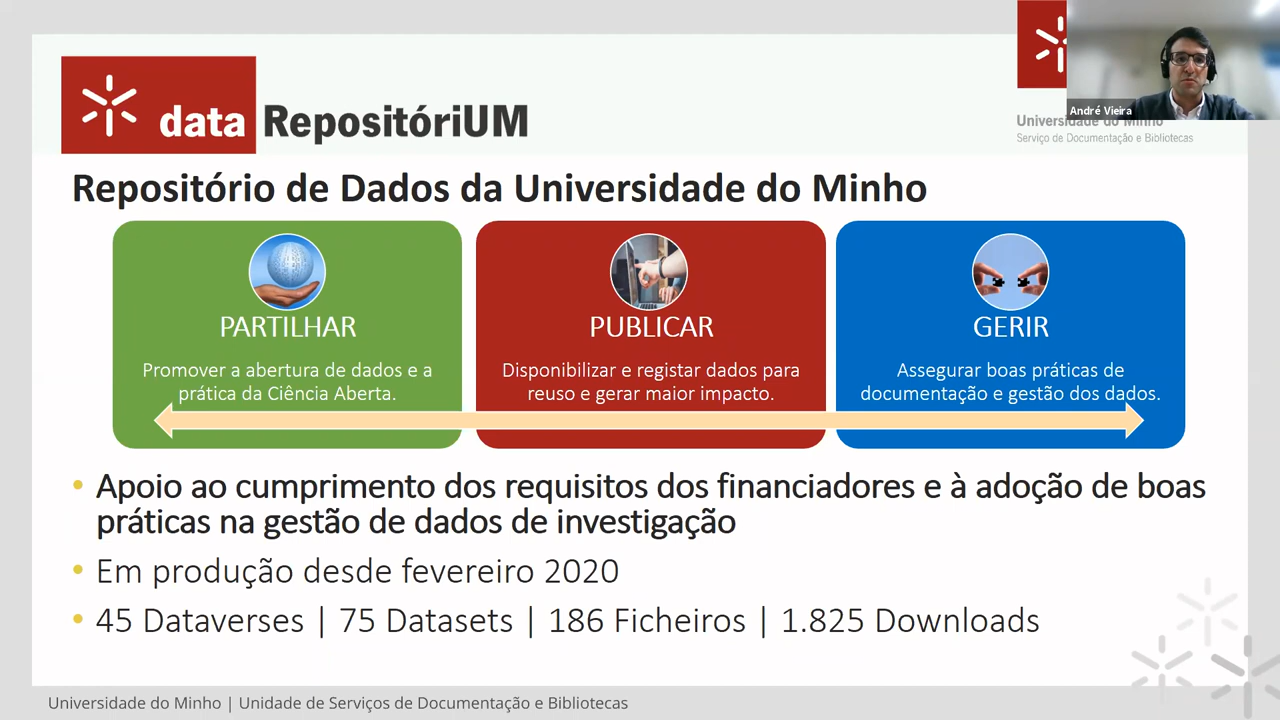 data RepositóriUM
André Vieira
Universidade do Minho
Serviço de Documentação e Bibliotecas
Repositório de Dados da Universidade do Minho
PARTILHAR
Promover a abertura de dados e a
prática da Ciência Aberta.
PUBLICAR
Disponibilizar e registar dados para
reuso e gerar maior impacto.
GERIR
Assegurar boas práticas de
documentação e gestão dos dados.
• Apoio ao cumprimento dos requisitos dos financiadores e à adoção de boas
práticas na gestão de dados de investigação
• Em produção desde fevereiro 2020
• 45 Dataverses | 75 Datasets | 186 Ficheiros | 1.825 Downloads
Universidade do Minho | Unidade de Serviços de Documentação e Bibliotecas